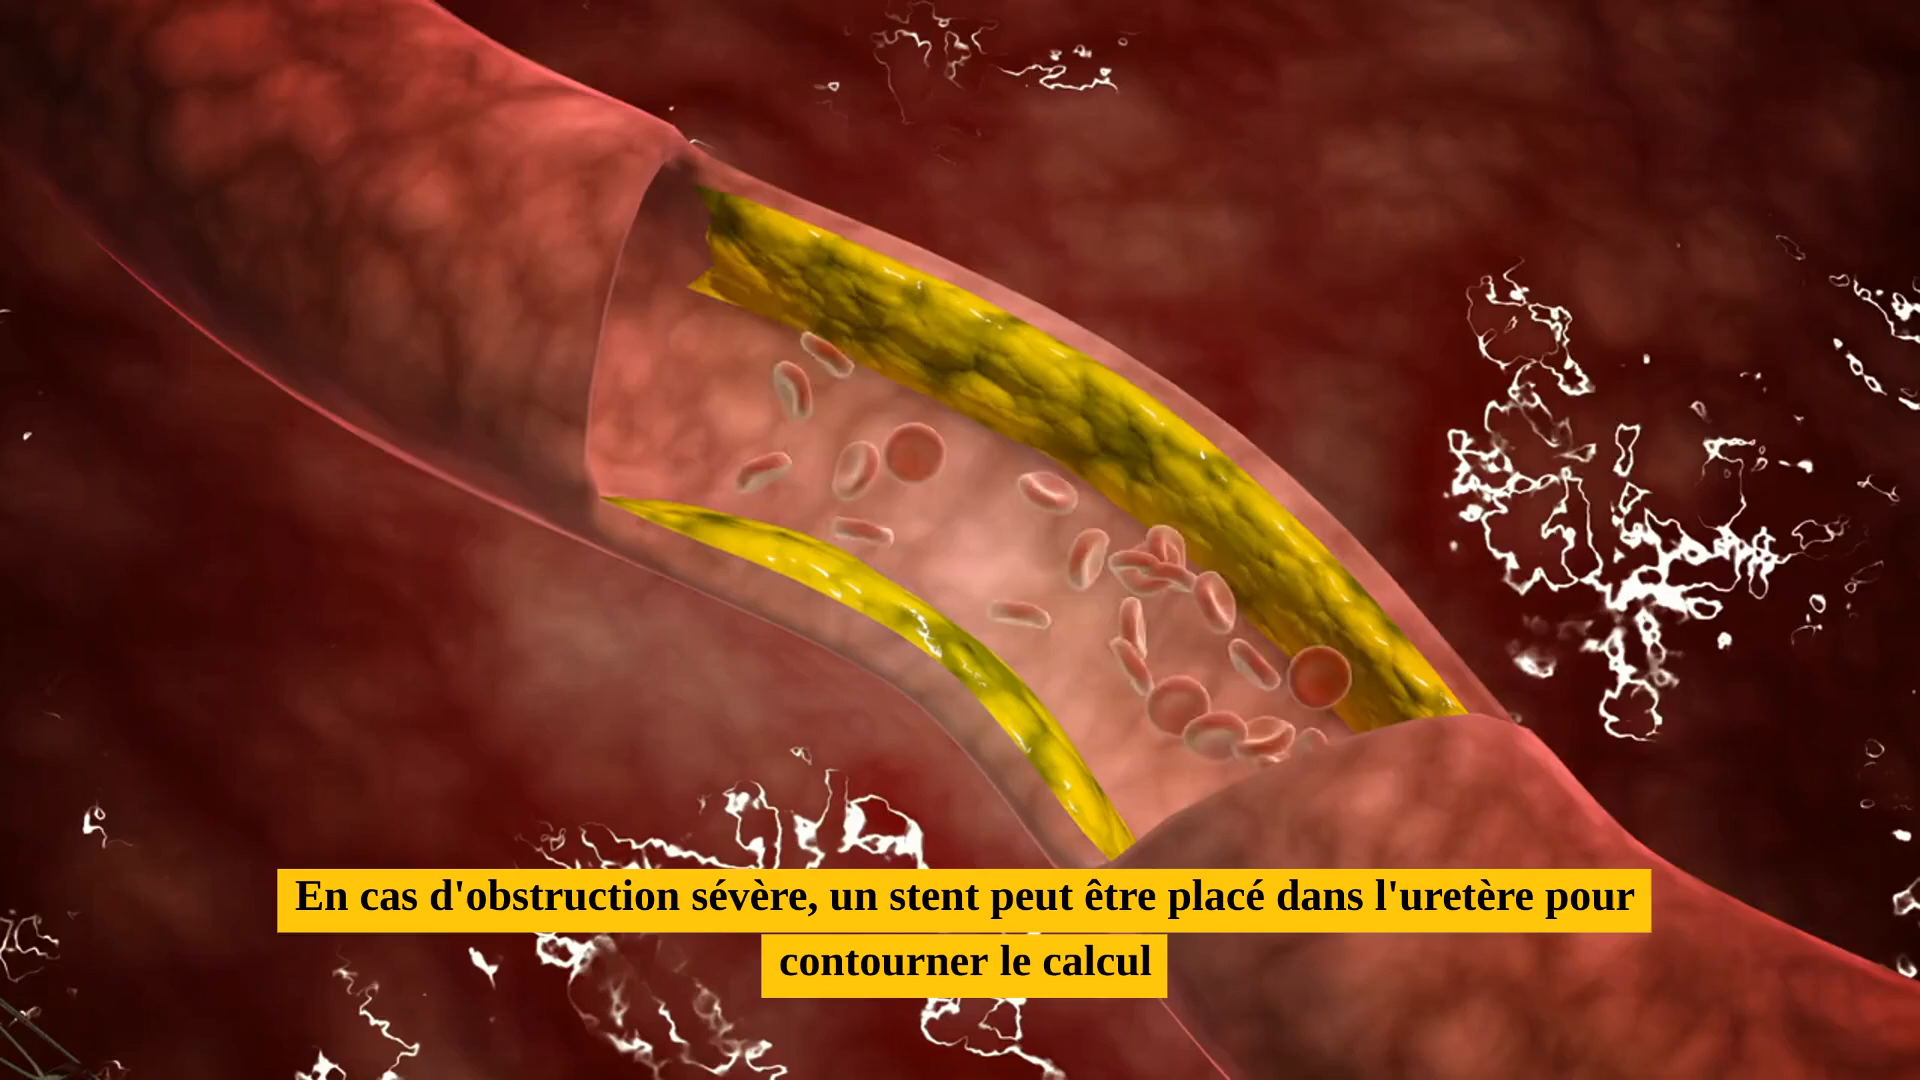 En cas d'obstruction sévère, un stent peut être placé dans l'uretère pour
contourner le calcul